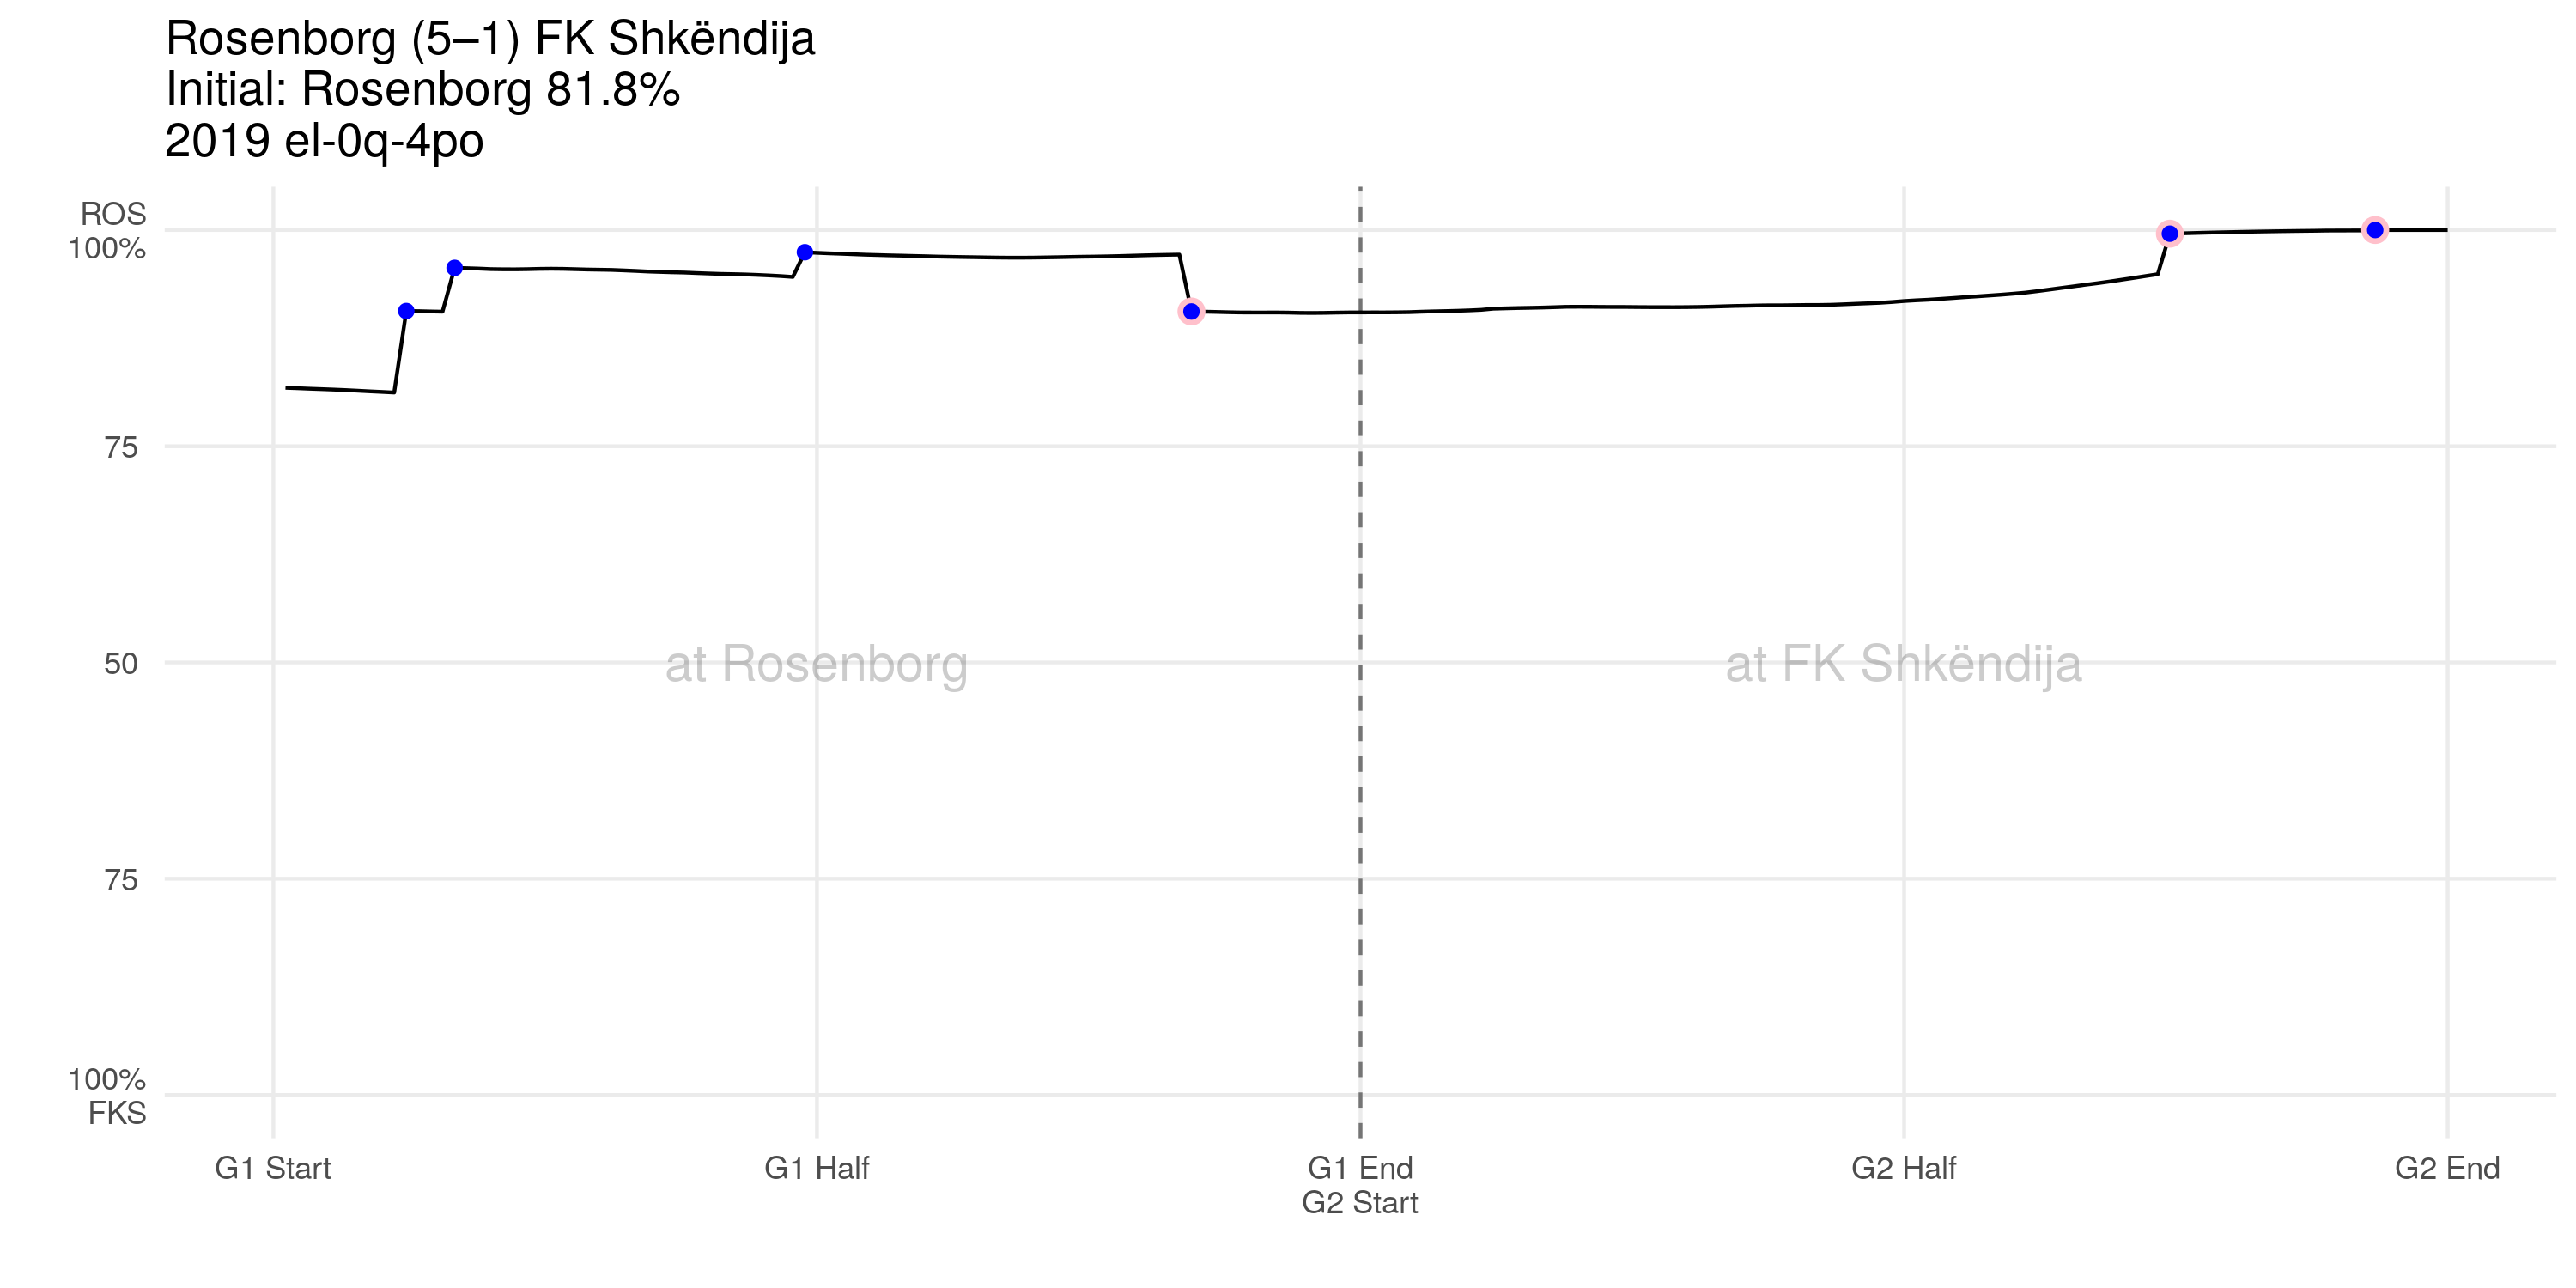 Rosenborg (5–1) FK Shkëndija
Initial: Rosenborg 81.8%
2019 el-0q-4po
ROS
100%
75
50
75
100%
FKS
at Rosenborg
at FK Shkëndija
G1 Start
G1 Half
G1 End
G2 Start
G2 Half
G2 End